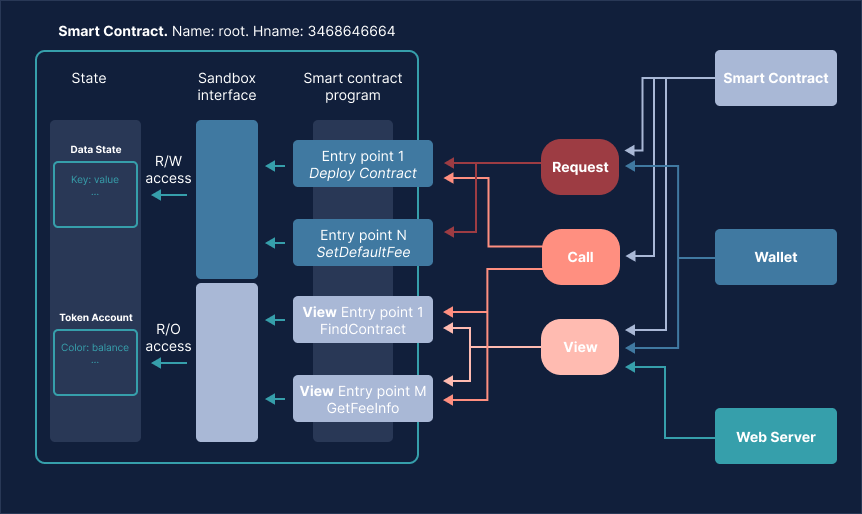 Smart Contract. Name: root. Hname: 3468646664
State
Sandbox
interface
Smart contract
program
Data State
Key: value
...
R/W
access
Token Account
Color: balance
...
R/O
access
Entry point 1
Deploy Contract
Entry point N
SetDefaultFee
View Entry point 1
FindContract
View Entry point M
GetFeeInfo
Request
Call
View
Smart Contract
Wallet
Web Server